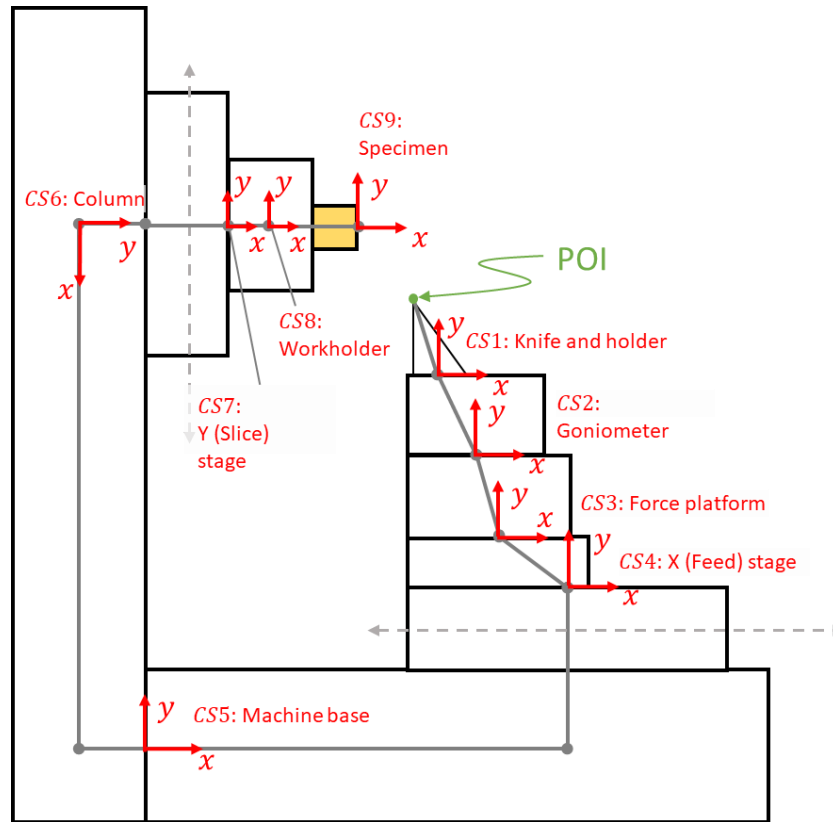 CS9:
Specimen
y
x
CS6: Column
y
x
y
x
y
x
POI
CS8:
Workholder
y
CS1: Knife and holder
x
CS7:
Y (Slice)
stage
y
CS2:
Goniometer
x
y
CS3: Force platform
x
y
CS4: X (Feed) stage
x
y
CS5: Machine base
x